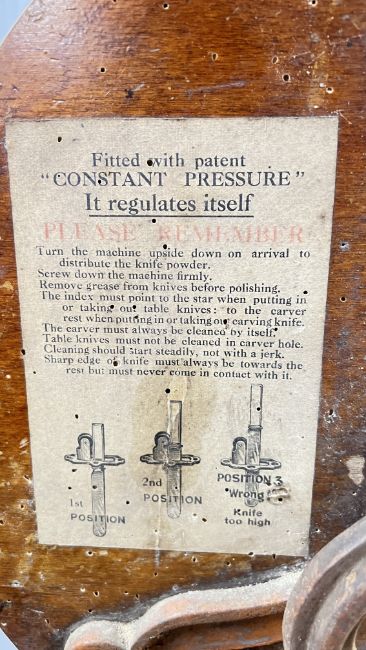 Fitted with patent
"CONSTANT PRESSURE"
It regulates itself
PLEASE REMEMBER
Turn the machine upside down on arrival to
distribute the knife powder.
Screw down the machine firmly.
Remove grease from knives before polishing.
The index must point to the star when putting in
or taking out table knives: to the carver
rest when putting in or taking out carving knife.
The carver must always be cleaned by itself.
Table knives must not be cleaned in carver hole.
Cleaning should start steadily, not with a jerk.
Sharp edge of knife must always be towards the
rest but must never come in contact with it.
1st
POSITION
2nd
POSITION
POSITION 3
"Wrong"
Knife
too high